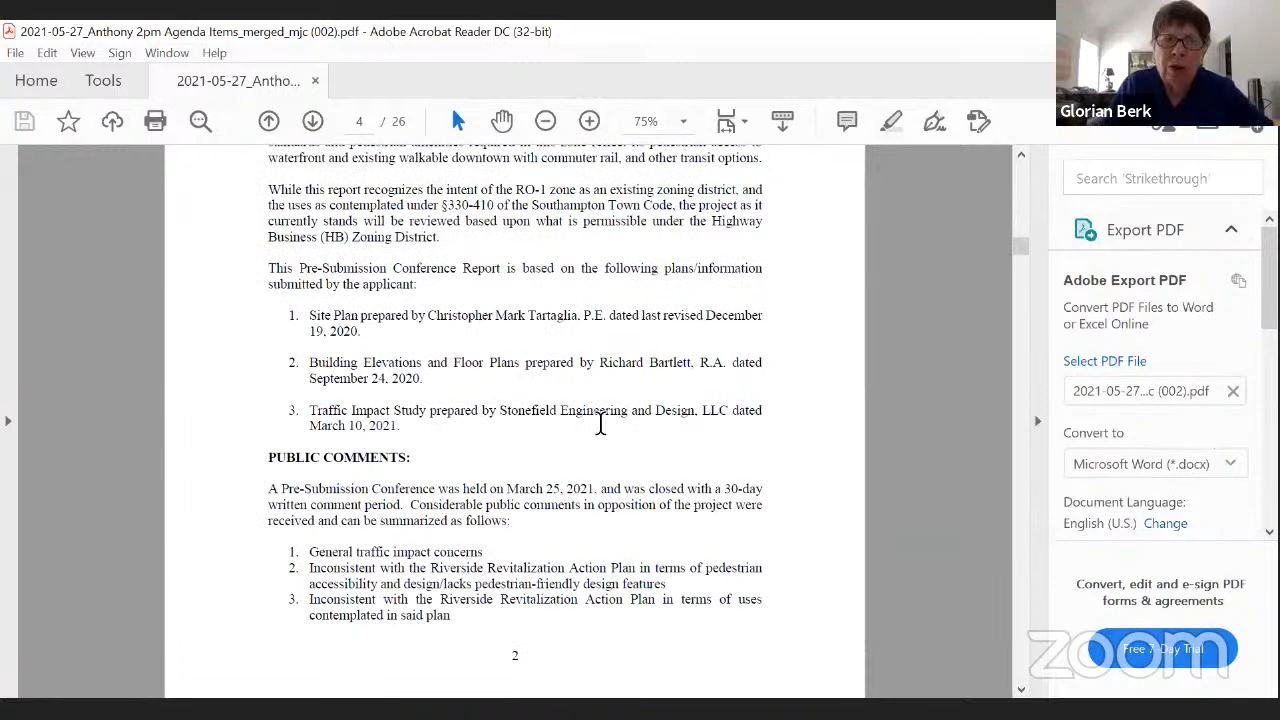 2021-05-27_Anthony 2pm Agenda Items_merged_mjc (002).pdf - Adobe Acrobat Reader DC (32-bit)
File Edit View Sign Window Help
Home Tools 2021-05-27_Antho... ×
4 / 26 75%
Glorian Berk
waterfront and existing walkable downtown with commuter rail, and other transit options.
While this report recognizes the intent of the RO-1 zone as an existing zoning district, and
the uses as contemplated under §330-410 of the Southampton Town Code, the project as it
currently stands will be reviewed based upon what is permissible under the Highway
Business (HB) Zoning District.
This Pre-Submission Conference Report is based on the following plans/information
submitted by the applicant:
1. Site Plan prepared by Christopher Mark Tartaglia, P.E. dated last revised December
19, 2020.
2. Building Elevations and Floor Plans prepared by Richard Bartlett, R.A. dated
September 24, 2020.
3. Traffic Impact Study prepared by Stonefield Engineering and Design, LLC dated
March 10, 2021.
PUBLIC COMMENTS:
A Pre-Submission Conference was held on March 25, 2021, and was closed with a 30-day
written comment period. Considerable public comments in opposition of the project were
received and can be summarized as follows:
1. General traffic impact concerns
2. Inconsistent with the Riverside Revitalization Action Plan in terms of pedestrian
accessibility and design/lacks pedestrian-friendly design features
3. Inconsistent with the Riverside Revitalization Action Plan in terms of uses
contemplated in said plan
2
Search 'Strikethrough'
Export PDF
Adobe Export PDF
Convert PDF Files to Word
or Excel Online
Select PDF File
2021-05-27...c (002).pdf
Convert to
Microsoft Word (*.docx)
Document Language:
English (U.S.) Change
Convert, edit and e-sign PDF
forms & agreements
Free 7-Day Trial
zoom